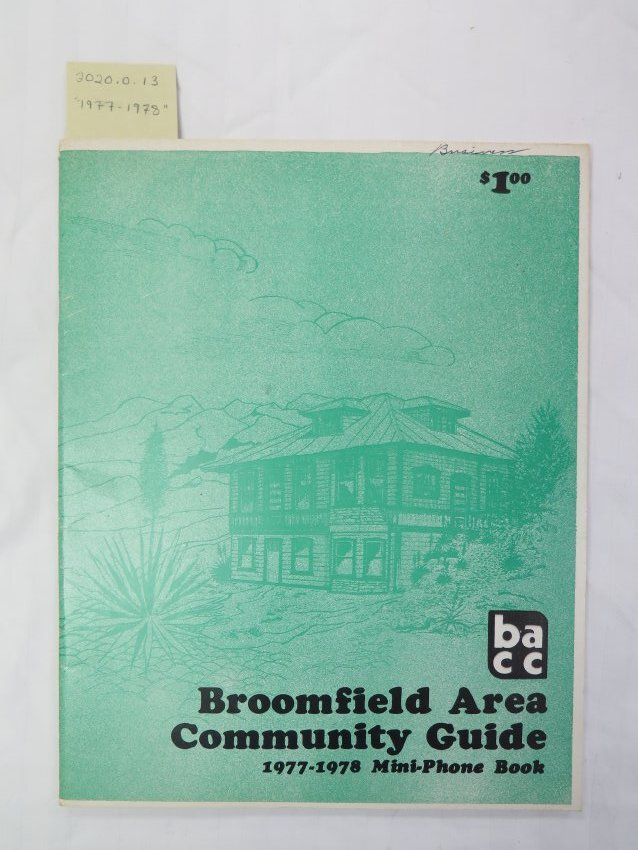 2020.0.13
"1977-1978"
Business
$1.00
ba
cc
Broomfield Area
Community Guide
1977-1978 Mini-Phone Book